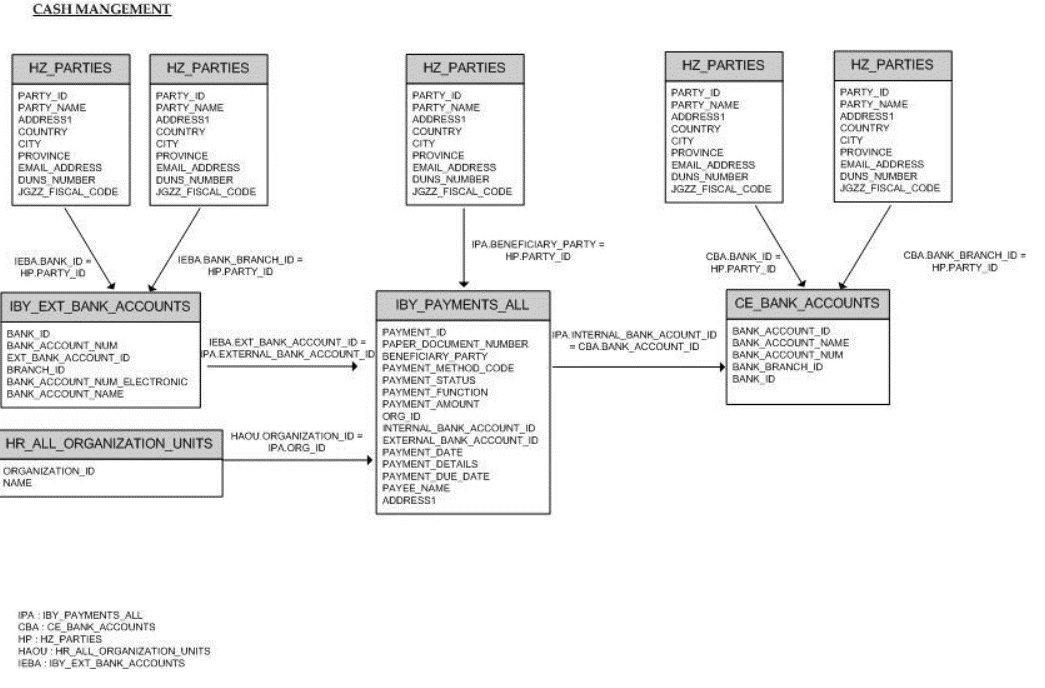 CASH MANGEMENT
HZ_PARTIES
PARTY_ID
PARTY_NAME
ADDRESS1
COUNTRY
CITY
PROVINCE
EMAIL_ADDRESS
DUNS_NUMBER
JGZZ_FISCAL_CODE
HZ_PARTIES
PARTY_ID
PARTY_NAME
ADDRESS1
COUNTRY
CITY
PROVINCE
EMAIL_ADDRESS
DUNS_NUMBER
JGZZ_FISCAL_CODE
HZ_PARTIES
PARTY_ID
PARTY_NAME
ADDRESS1
COUNTRY
CITY
PROVINCE
EMAIL_ADDRESS
DUNS_NUMBER
JGZZ_FISCAL_CODE
HZ_PARTIES
PARTY_ID
PARTY_NAME
ADDRESS1
COUNTRY
CITY
PROVINCE
EMAIL_ADDRESS
DUNS_NUMBER
JGZZ_FISCAL_CODE
HZ_PARTIES
PARTY_ID
PARTY_NAME
ADDRESS1
COUNTRY
CITY
PROVINCE
EMAIL_ADDRESS
DUNS_NUMBER
JGZZ_FISCAL_CODE
IEBA.BANK_ID =
HP.PARTY_ID
IEBA.BANK_BRANCH_ID =
HP.PARTY_ID
IPA.BENEFICIARY_PARTY =
HP.PARTY_ID
CBA.BANK_ID =
HP.PARTY_ID
CBA.BANK_BRANCH_ID =
HP.PARTY_ID
IBY_EXT_BANK_ACCOUNTS
BANK_ID
BANK_ACCOUNT_NUM
EXT_BANK_ACCOUNT_ID
BRANCH_ID
BANK_ACCOUNT_NUM_ELECTRONIC
BANK_ACCOUNT_NAME
IEBA.EXT_BANK_ACCOUNT_ID =
IPA.EXTERNAL_BANK_ACCOUNT_ID
IBY_PAYMENTS_ALL
PAYMENT_ID
PAPER_DOCUMENT_NUMBER
BENEFICIARY_PARTY
PAYMENT_METHOD_CODE
PAYMENT_STATUS
PAYMENT_FUNCTION
PAYMENT_AMOUNT
ORG_ID
INTERNAL_BANK_ACCOUNT_ID
EXTERNAL_BANK_ACCOUNT_ID
PAYMENT_DATE
PAYMENT_DETAILS
PAYMENT_DUE_DATE
PAYEE_NAME
ADDRESS1
IPA.INTERNAL_BANK_ACOUNT_ID
= CBA.BANK_ACCOUNT_ID
CE_BANK_ACCOUNTS
BANK_ACCOUNT_ID
BANK_ACCOUNT_NAME
BANK_ACCOUNT_NUM
BANK_BRANCH_ID
BANK_ID
HR_ALL_ORGANIZATION_UNITS
ORGANIZATION_ID
NAME
HAOU.ORGANIZATION_ID =
IPA.ORG_ID
IPA : IBY_PAYMENTS_ALL
CBA : CE_BANK_ACCOUNTS
HP : HZ_PARTIES
HAOU : HR_ALL_ORGANIZATION_UNITS
IEBA : IBY_EXT_BANK_ACCOUNTS